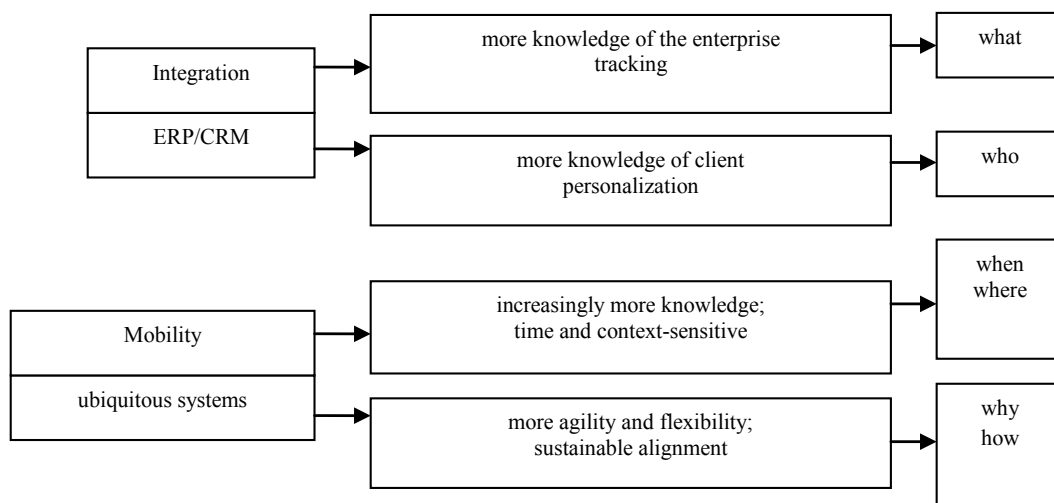 Integration
ERP/CRM
more knowledge of the enterprise
tracking
what
more knowledge of client
personalization
who
Mobility
ubiquitous systems
increasingly more knowledge;
time and context-sensitive
when
where
more agility and flexibility;
sustainable alignment
why
how